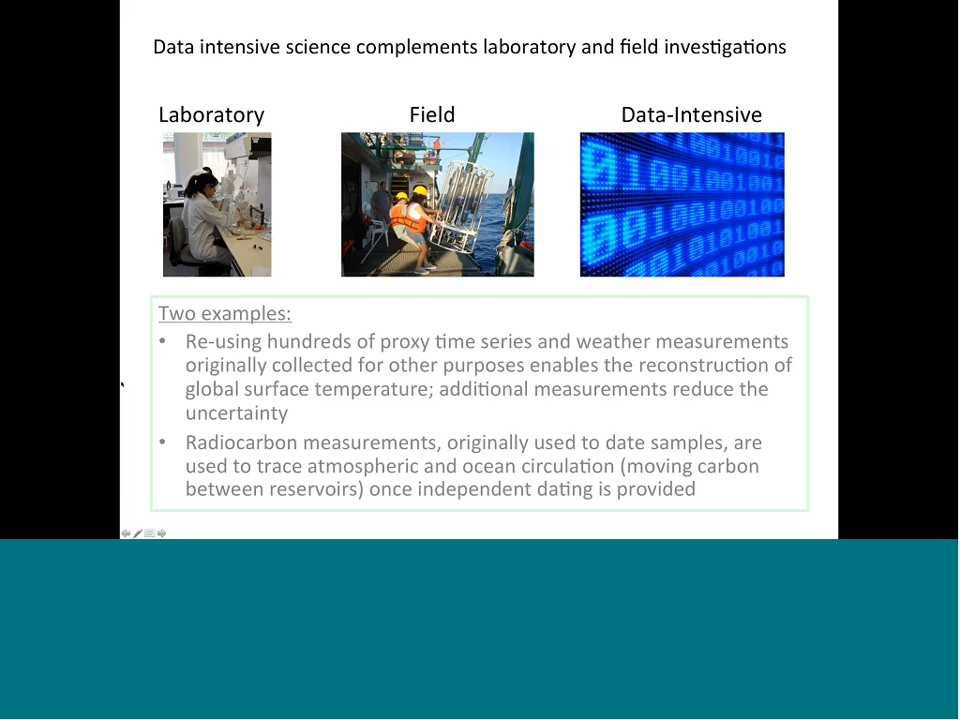 Data intensive science complements laboratory and field investigations
Laboratory Field Data-Intensive
Two examples:
• Re-using hundreds of proxy time series and weather measurements
originally collected for other purposes enables the reconstruction of
global surface temperature; additional measurements reduce the
uncertainty
• Radiocarbon measurements, originally used to date samples, are
used to trace atmospheric and ocean circulation (moving carbon
between reservoirs) once independent dating is provided